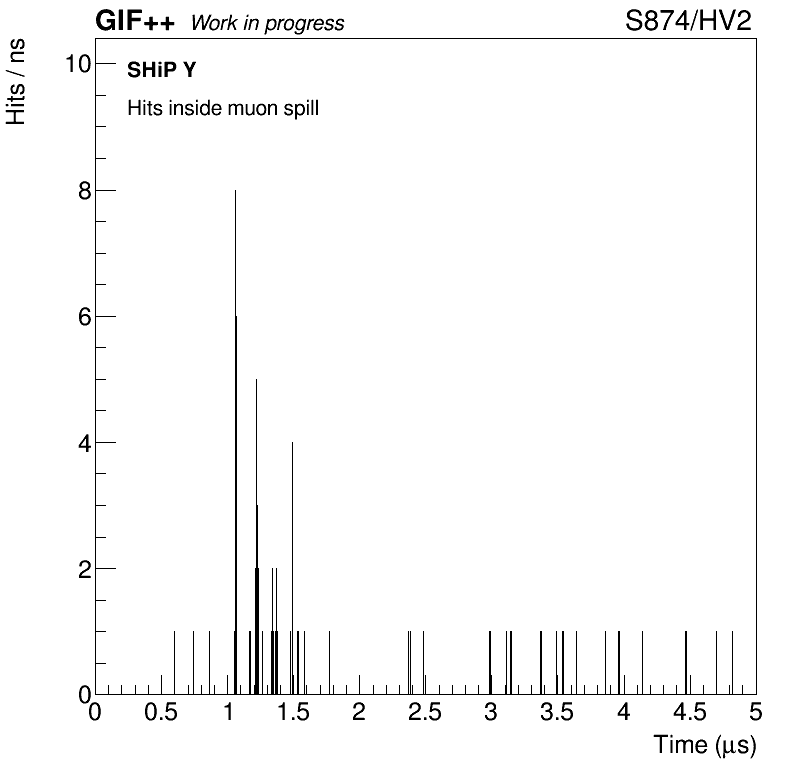 GIF++ Work in progress S874/HV2
Hits / ns
SHiP Y
Hits inside muon spill
10
8
6
4
2
0
0 0.5 1 1.5 2 2.5 3 3.5 4 4.5 5
Time (μs)